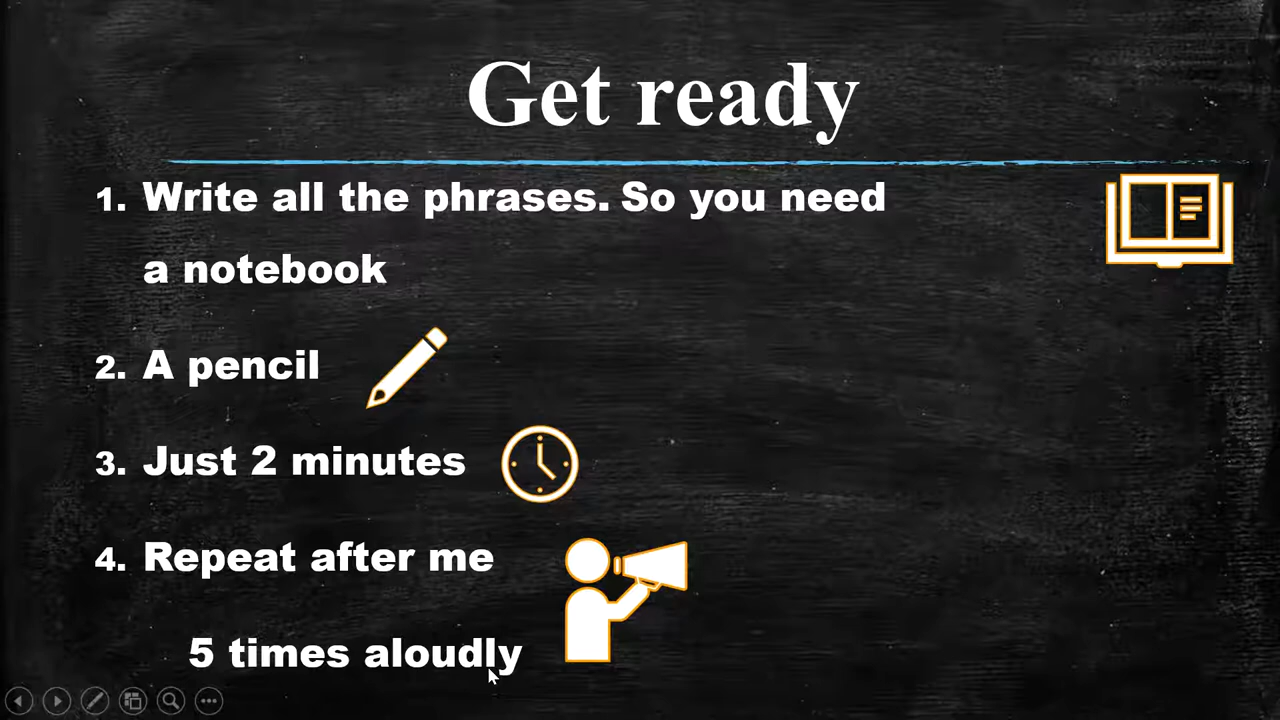 Get ready
1. Write all the phrases. So you need
a notebook
2. A pencil
3. Just 2 minutes
4. Repeat after me
5 times aloudly